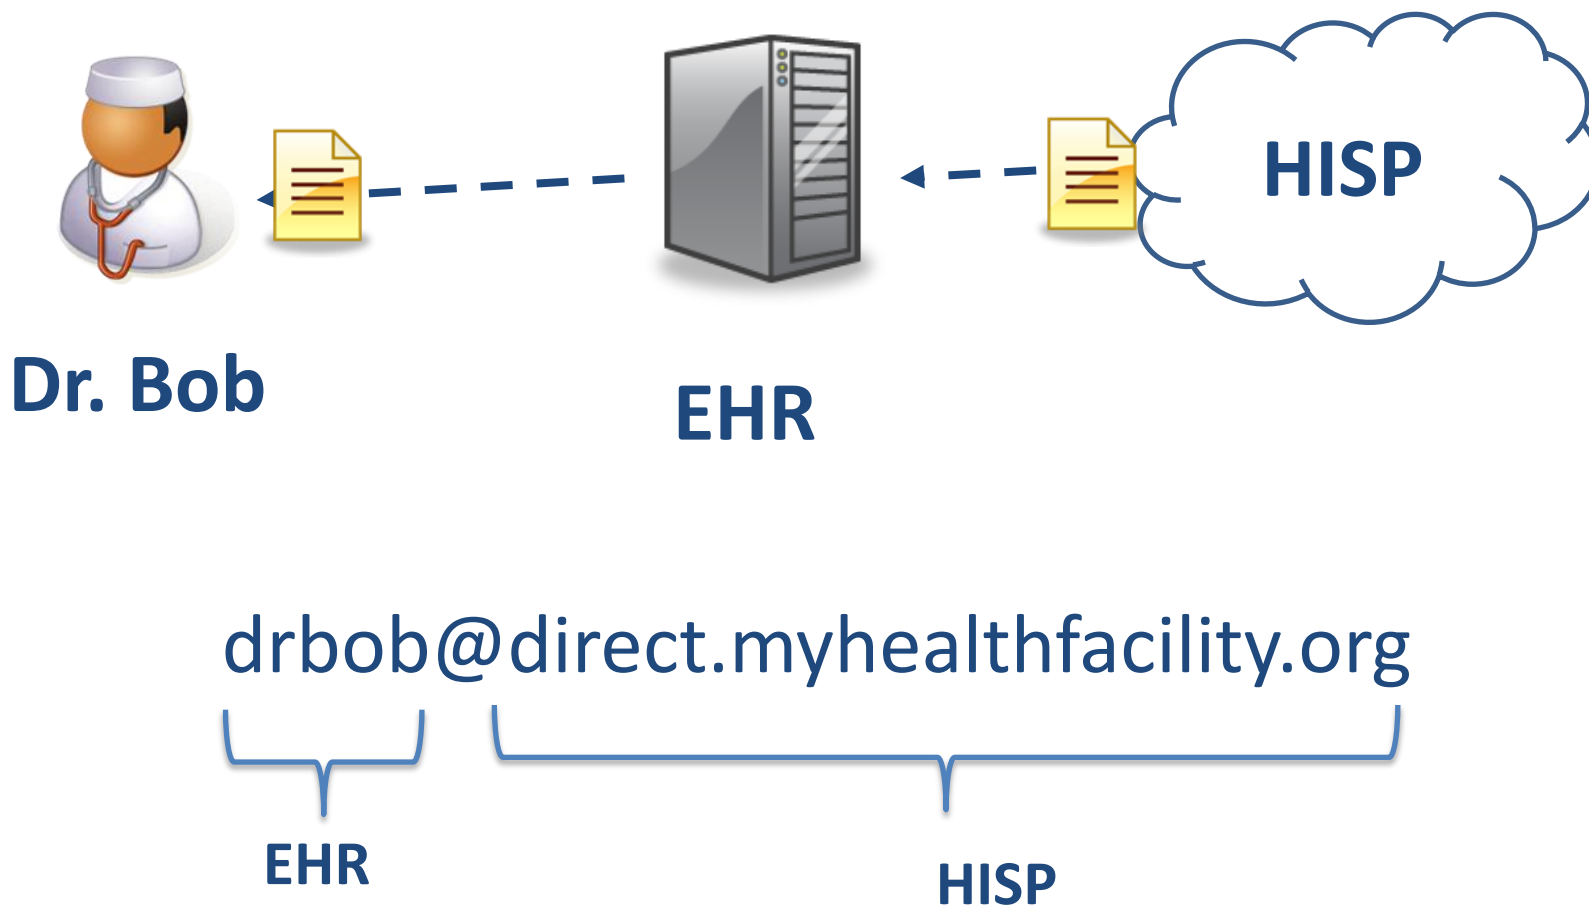 HISP
Dr. Bob
EHR
drbob@direct.myhealthfacility.org
EHR
HISP